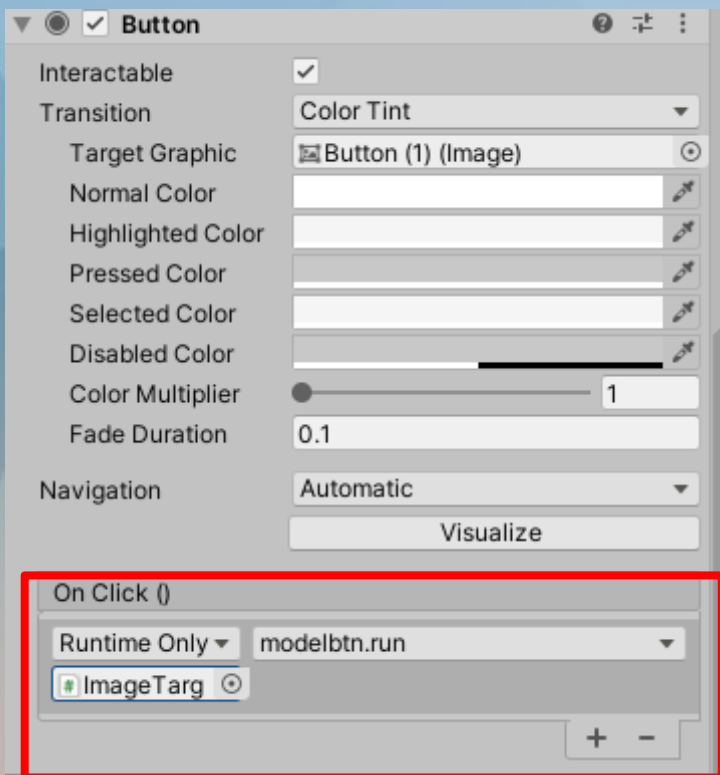 Button
Interactable
Transition Color Tint
Target Graphic Button (1) (Image)
Normal Color
Highlighted Color
Pressed Color
Selected Color
Disabled Color
Color Multiplier 1
Fade Duration 0.1
Navigation Automatic
Visualize
On Click ()
Runtime Only modelbtn.run
ImageTarg